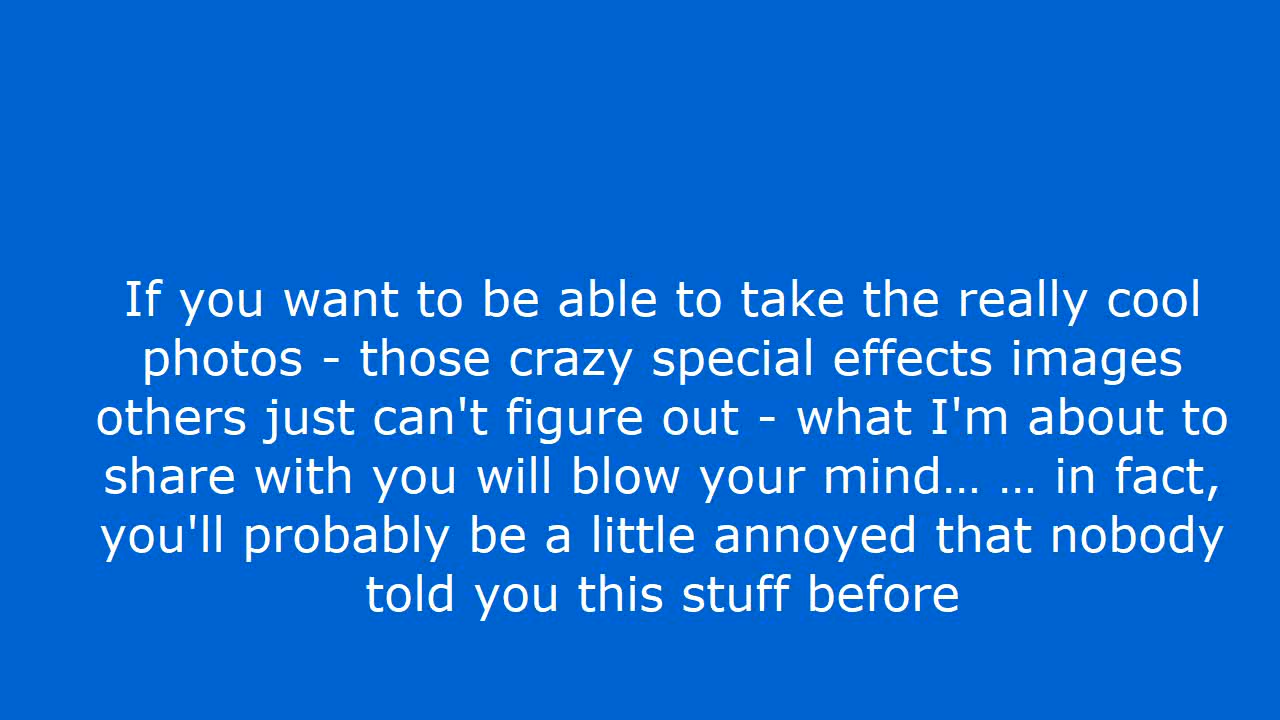 If you want to be able to take the really cool
photos - those crazy special effects images
others just can't figure out - what I'm about to
share with you will blow your mind... ... in fact,
you'll probably be a little annoyed that nobody
told you this stuff before